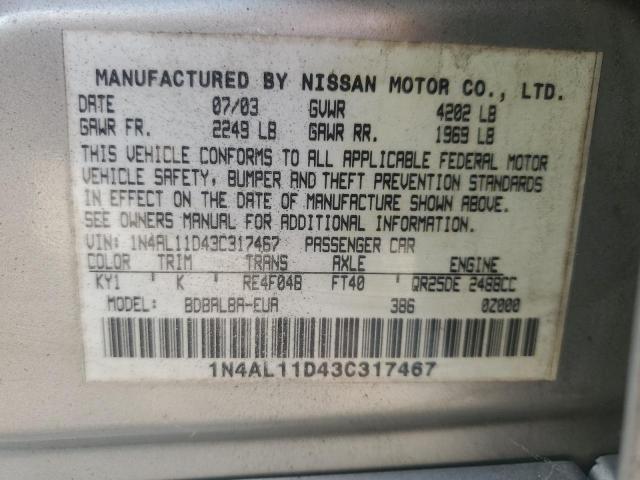 MANUFACTURED BY NISSAN MOTOR CO., LTD.
DATE 07/03 GVWR 4202 LB
GAWR FR. 2249 LB GAWR RR. 1969 LB
THIS VEHICLE CONFORMS TO ALL APPLICABLE FEDERAL MOTOR
VEHICLE SAFETY, BUMPER AND THEFT PREVENTION STANDARDS
IN EFFECT ON THE DATE OF MANUFACTURE SHOWN ABOVE.
SEE OWNERS MANUAL FOR ADDITIONAL INFORMATION.
VIN: 1N4AL11D43C317467 PASSENGER CAR
COLOR TRIM TRANS AXLE ENGINE
KY1 K RE4F04B FT40 QR25DE 2488CC
MODEL: BDBALBA-EUA 386 0Z000
1N4AL11D43C317467